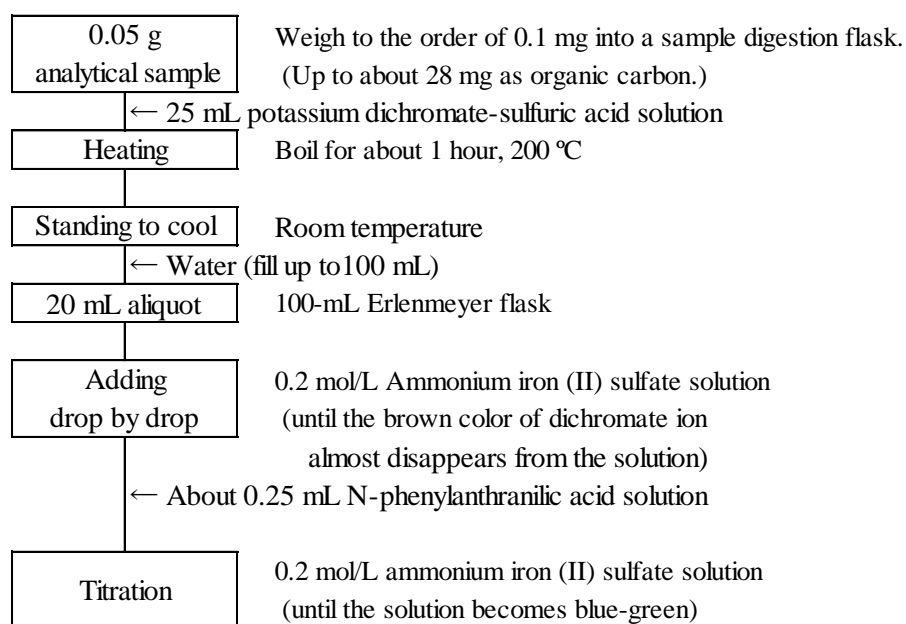 0.05 g
analytical sample
Weigh to the order of 0.1 mg into a sample digestion flask.
(Up to about 28 mg as organic carbon.)
← 25 mL potassium dichromate-sulfuric acid solution
Heating
Boil for about 1 hour, 200 ºC
Standing to cool
Room temperature
← Water (fill up to100 mL)
20 mL aliquot
100-mL Erlenmeyer flask
Adding
drop by drop
0.2 mol/L Ammonium iron (II) sulfate solution
(until the brown color of dichromate ion
almost disappears from the solution)
← About 0.25 mL N-phenylanthranilic acid solution
Titration
0.2 mol/L ammonium iron (II) sulfate solution
(until the solution becomes blue-green)